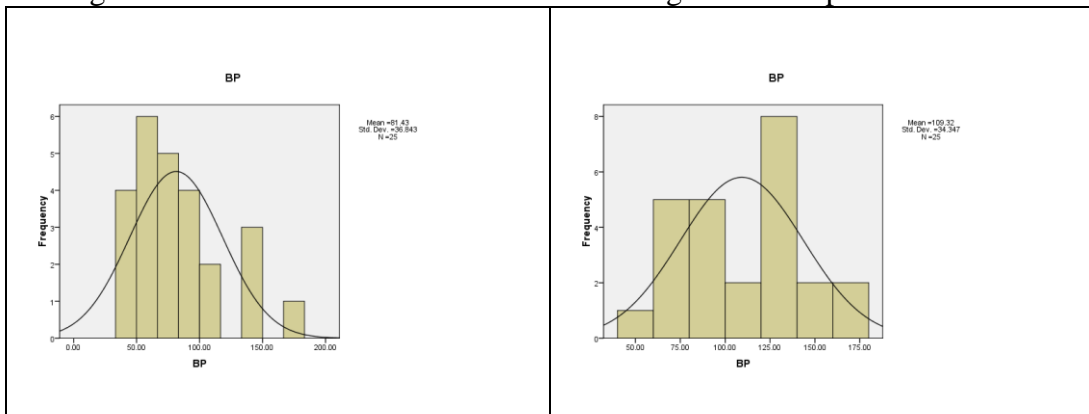 BP
Mean =81.43
Std. Dev. =36.843
N =25
6
5
4
3
2
1
0
Frequency
0.00 50.00 100.00 150.00 200.00
BP
BP
Mean =109.32
Std. Dev. =34.347
N =25
8
6
4
2
0
Frequency
50.00 75.00 100.00 125.00 150.00 175.00
BP